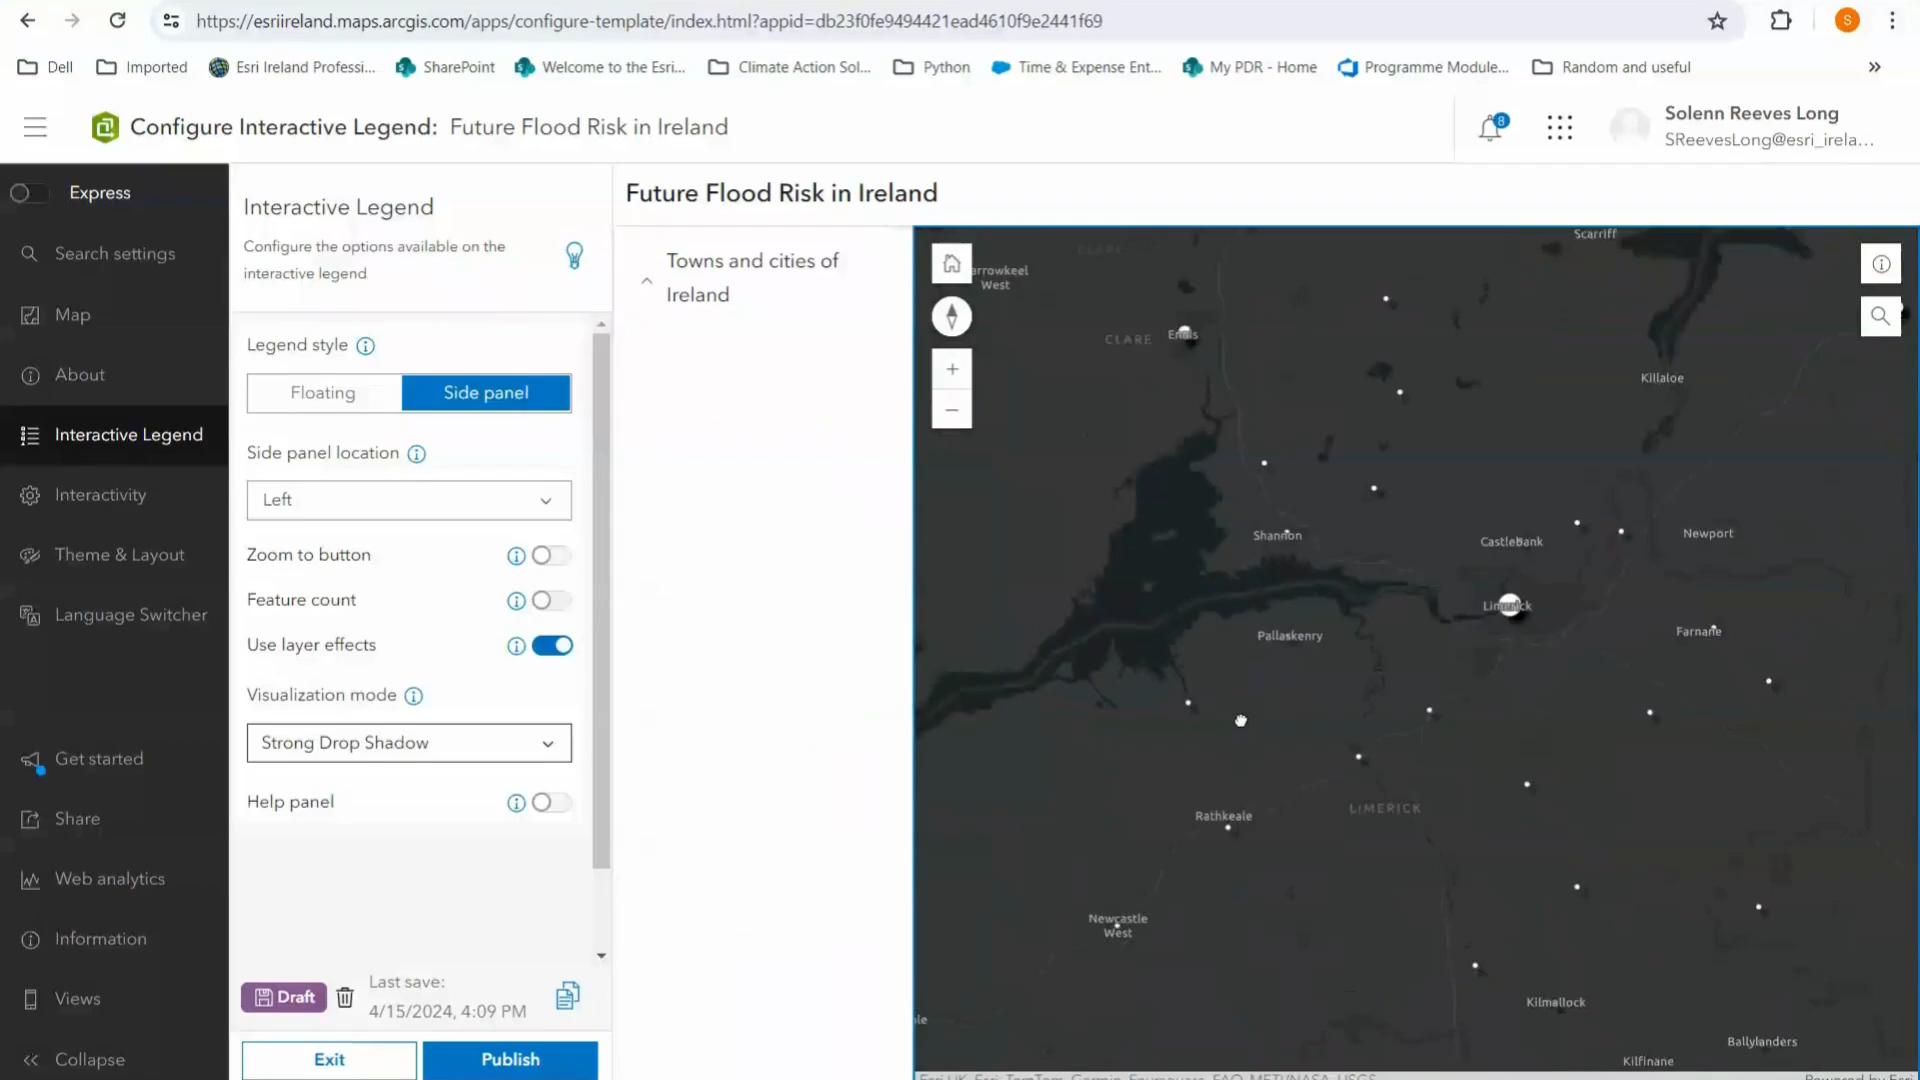 https://esriireland.maps.arcgis.com/apps/configure-template/index.html?appid=db23f0fe9494421ead4610f9e2441f69
S
Dell
Imported
Esri Ireland Professi...
SharePoint
Welcome to the Esri...
Climate Action Sol...
Python
Time & Expense Ent...
My PDR - Home
Programme Module...
Random and useful
Configure Interactive Legend: Future Flood Risk in Ireland
8
Solenn Reeves Long
SReevesLong@esri_irela...
Express
Search settings
Map
About
Interactive Legend
Interactivity
Theme & Layout
Language Switcher
Get started
Share
Web analytics
Information
Views
Collapse
Interactive Legend
Configure the options available on the
interactive legend
Legend style
Floating
Side panel
Side panel location
Left
Zoom to button
Feature count
Use layer effects
Visualization mode
Strong Drop Shadow
Help panel
Draft
Last save:
4/15/2024, 4:09 PM
Exit
Publish
Future Flood Risk in Ireland
Towns and cities of
Ireland
CLARE
Scarriff
arrowkeel
West
CLARE
Ennis
Killaloe
Shannon
Castlebank
Newport
Limerick
Pallaskenry
Farnane
LIMERICK
Rathkeale
Newcastle
West
Kilmallock
Ballylanders
Kilfinane